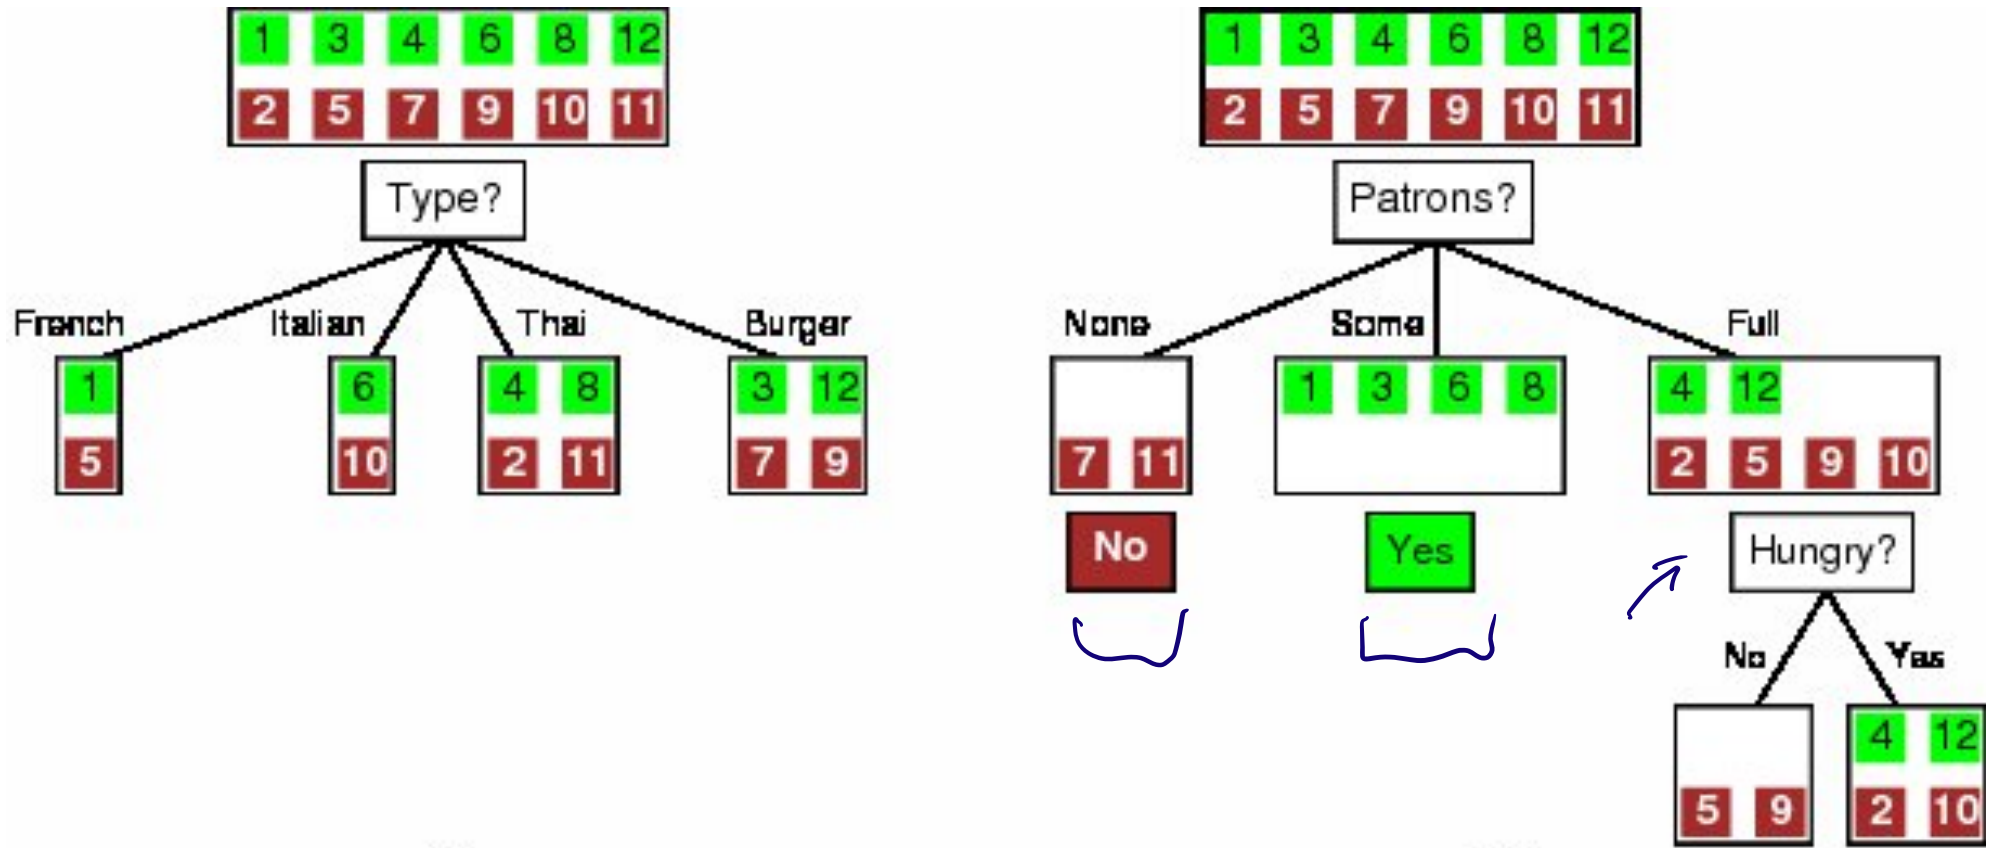 1 3 4 6 8 12
2 5 7 9 10 11
Type?
French Italian Thai Burger
1 6 4 8 3 12
5 10 2 11 7 9
1 3 4 6 8 12
2 5 7 9 10 11
Patrons?
None Some Full
1 3 6 8 4 12
7 11 2 5 9 10
No Yes Hungry?
No Yes
4 12
5 9 2 10